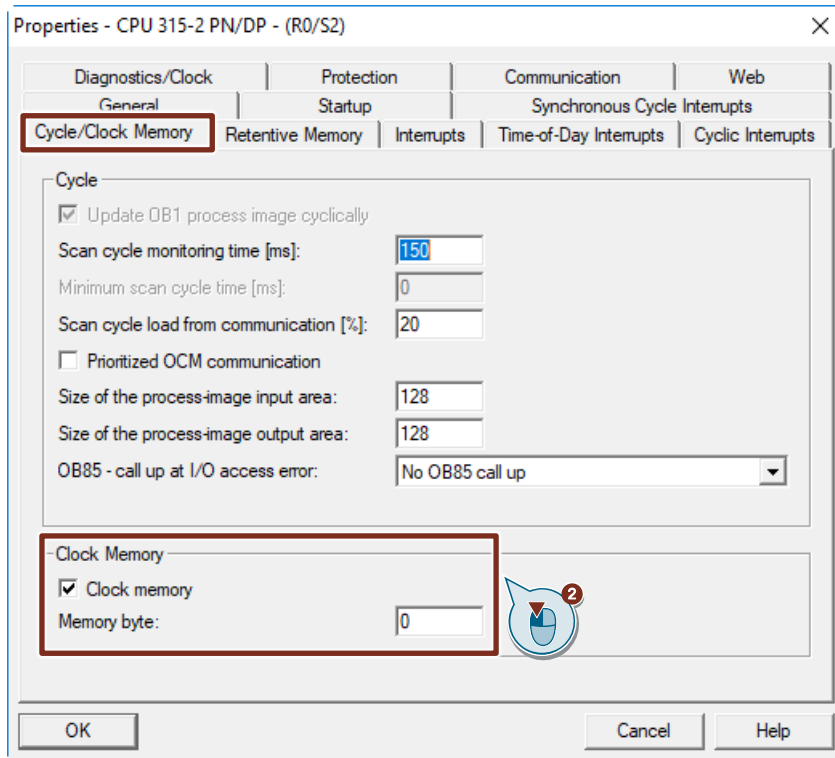 Properties - CPU 315-2 PN/DP - (R0/S2)
Diagnostics/Clock Protection Communication Web
General Startup Synchronous Cycle Interrupts
Cycle/Clock Memory Retentive Memory Interrupts Time-of-Day Interrupts Cyclic Interrupts
Cycle
Update OB1 process image cyclically
Scan cycle monitoring time [ms]: 150
Minimum scan cycle time [ms]: 0
Scan cycle load from communication [%]: 20
Prioritized OCM communication
Size of the process-image input area: 128
Size of the process-image output area: 128
OB85 - call up at I/O access error: No OB85 call up
Clock Memory
Clock memory
2
Memory byte: 0
OK Cancel Help